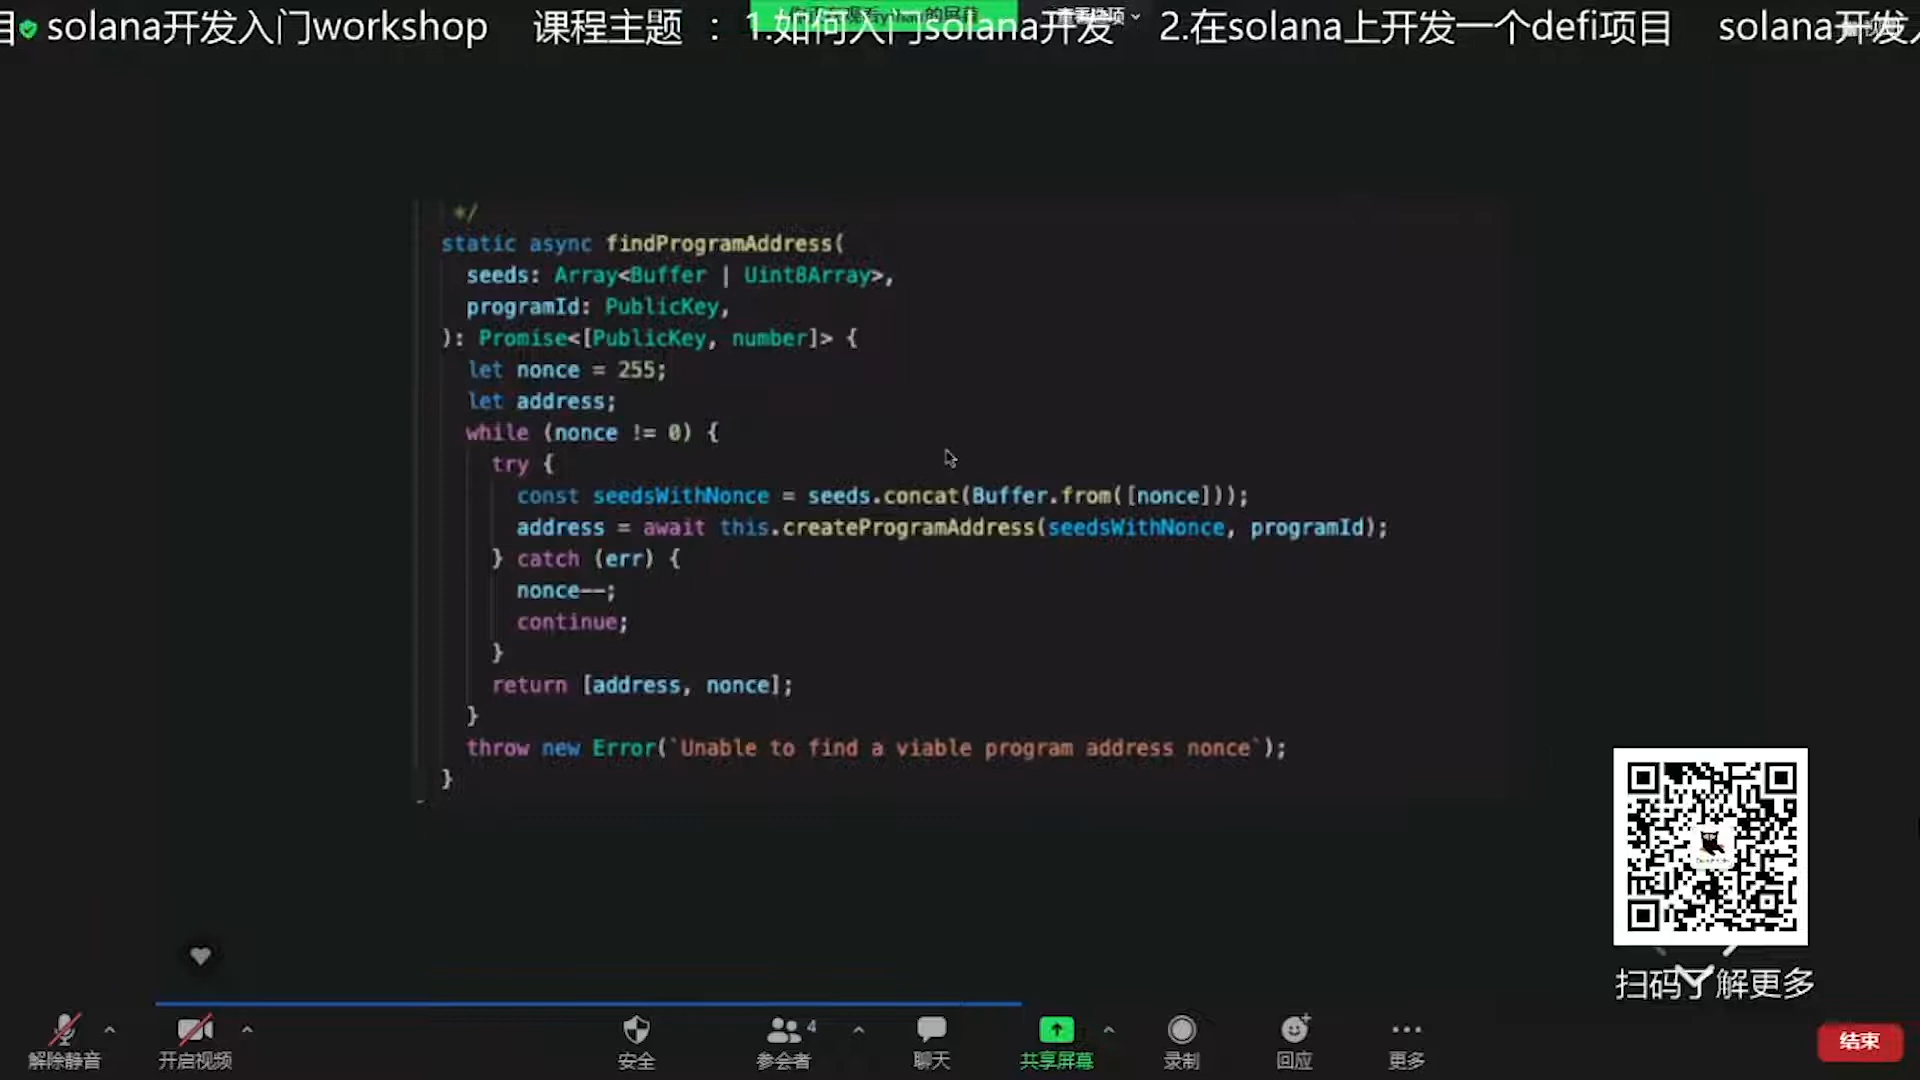 目 solana开发入门workshop 课程主题 : 1.如何入门solana开发 2.在solana上开发一个defi项目 solana开发入
*/
static async findProgramAddress(
seeds: Array<Buffer | Uint8Array>,
programId: PublicKey,
): Promise<[PublicKey, number]> {
let nonce = 255;
let address;
while (nonce != 0) {
try {
const seedsWithNonce = seeds.concat(Buffer.from([nonce]));
address = await this.createProgramAddress(seedsWithNonce, programId);
} catch (err) {
nonce--;
continue;
}
return [address, nonce];
}
throw new Error(`Unable to find a viable program address nonce`);
}
扫码了解更多
解除静音 开启视频 安全 参会者 4 聊天 共享屏幕 录制 回应 更多 结束